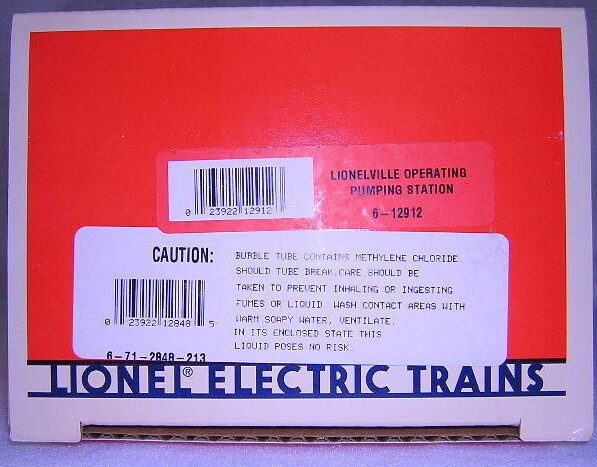 LIONELVILLE OPERATING
PUMPING STATION
6-12912
0 23922 12912
CAUTION:
BUBBLE TUBE CONTAINS METHYLENE CHLORIDE
SHOULD TUBE BREAK,CARE SHOULD BE
TAKEN TO PREVENT INHALING OR INGESTING
FUMES OR LIQUID. WASH CONTACT AREAS WITH
WARM SOAPY WATER, VENTILATE.
IN ITS ENCLOSED STATE THIS
LIQUID POSES NO RISK.
0 23922 12848 5
6-71-2848-213
LIONEL® ELECTRIC TRAINS